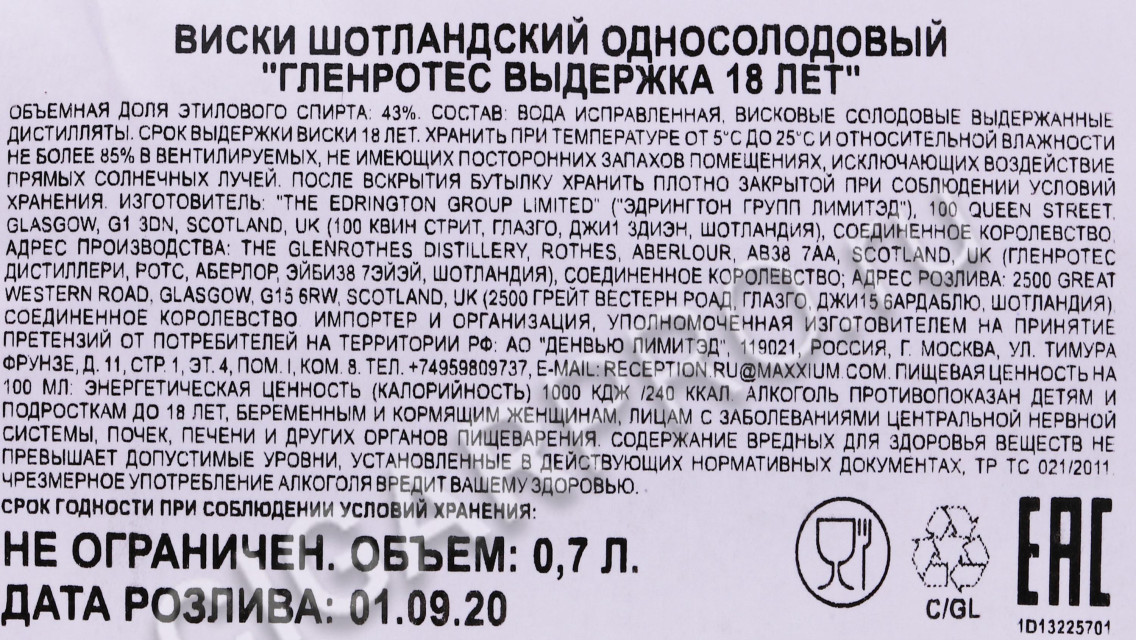 ВИСКИ ШОТЛАНДСКИЙ ОДНОСОЛОДОВЫЙ
"ГЛЕНРОТЕС ВЫДЕРЖКА 18 ЛЕТ"
ОБЪЕМНАЯ ДОЛЯ ЭТИЛОВОГО СПИРТА: 43%. СОСТАВ: ВОДА ИСПРАВЛЕННАЯ, ВИСКОВЫЕ СОЛОДОВЫЕ ВЫДЕРЖАННЫЕ
ДИСТИЛЛЯТЫ. СРОК ВЫДЕРЖКИ ВИСКИ 18 ЛЕТ. ХРАНИТЬ ПРИ ТЕМПЕРАТУРЕ ОТ 5°С ДО 25°С И ОТНОСИТЕЛЬНОЙ ВЛАЖНОСТИ
НЕ БОЛЕЕ 85% В ВЕНТИЛИРУЕМЫХ, НЕ ИМЕЮЩИХ ПОСТОРОННИХ ЗАПАХОВ ПОМЕЩЕНИЯХ, ИСКЛЮЧАЮЩИХ ВОЗДЕЙСТВИЕ
ПРЯМЫХ СОЛНЕЧНЫХ ЛУЧЕЙ. ПОСЛЕ ВСКРЫТИЯ БУТЫЛКУ ХРАНИТЬ ПЛОТНО ЗАКРЫТОЙ ПРИ СОБЛЮДЕНИИ УСЛОВИЙ
ХРАНЕНИЯ. ИЗГОТОВИТЕЛЬ: "THE EDRINGTON GROUP LIMITED" ("ЭДРИНГТОН ГРУПП ЛИМИТЭД"), 100 QUEEN STREET,
GLASGOW, G1 3DN, SCOTLAND, UK (100 КВИН СТРИТ, ГЛАЗГО, ДЖИ1 3ДИЭН, ШОТЛАНДИЯ), СОЕДИНЕННОЕ КОРОЛЕВСТВО.
АДРЕС ПРОИЗВОДСТВА: THE GLENROTHES DISTILLERY, ROTHES, ABERLOUR, AB38 7AA, SCOTLAND, UK (ГЛЕНРОТЕС
ДИСТИЛЛЕРИ, РОТС, АБЕРЛОР, ЭЙБИ38 7ЭЙЭЙ, ШОТЛАНДИЯ), СОЕДИНЕННОЕ КОРОЛЕВСТВО; АДРЕС РОЗЛИВА: 2500 GREAT
WESTERN ROAD, GLASGOW, G15 6RW, SCOTLAND, UK (2500 ГРЕЙТ ВЕСТЕРН РОАД, ГЛАЗГО, ДЖИ15 6АРДАБЛЮ, ШОТЛАНДИЯ),
СОЕДИНЕННОЕ КОРОЛЕВСТВО. ИМПОРТЕР И ОРГАНИЗАЦИЯ, УПОЛНОМОЧЕННАЯ ИЗГОТОВИТЕЛЕМ НА ПРИНЯТИЕ
ПРЕТЕНЗИЙ ОТ ПОТРЕБИТЕЛЕЙ НА ТЕРРИТОРИИ РФ: АО "ДЕНВЬЮ ЛИМИТЭД", 119021, РОССИЯ, Г. МОСКВА, УЛ. ТИМУРА
ФРУНЗЕ, Д. 11, СТР. 1, ЭТ. 4, ПОМ. I, КОМ. 8. ТЕЛ. +74959809737, E-MAIL: RECEPTION.RU@MAXXIUM.COM. ПИЩЕВАЯ ЦЕННОСТЬ НА
100 МЛ: ЭНЕРГЕТИЧЕСКАЯ ЦЕННОСТЬ (КАЛОРИЙНОСТЬ) 1000 КДЖ /240 ККАЛ. АЛКОГОЛЬ ПРОТИВОПОКАЗАН ДЕТЯМ И
ПОДРОСТКАМ ДО 18 ЛЕТ, БЕРЕМЕННЫМ И КОРМЯЩИМ ЖЕНЩИНАМ, ЛИЦАМ С ЗАБОЛЕВАНИЯМИ ЦЕНТРАЛЬНОЙ НЕРВНОЙ
СИСТЕМЫ, ПОЧЕК, ПЕЧЕНИ И ДРУГИХ ОРГАНОВ ПИЩЕВАРЕНИЯ. СОДЕРЖАНИЕ ВРЕДНЫХ ДЛЯ ЗДОРОВЬЯ ВЕЩЕСТВ НЕ
ПРЕВЫШАЕТ ДОПУСТИМЫЕ УРОВНИ, УСТАНОВЛЕННЫЕ В ДЕЙСТВУЮЩИХ НОРМАТИВНЫХ ДОКУМЕНТАХ, ТР ТС 021/2011.
ЧРЕЗМЕРНОЕ УПОТРЕБЛЕНИЕ АЛКОГОЛЯ ВРЕДИТ ВАШЕМУ ЗДОРОВЬЮ.
СРОК ГОДНОСТИ ПРИ СОБЛЮДЕНИИ УСЛОВИЙ ХРАНЕНИЯ:
НЕ ОГРАНИЧЕН. ОБЪЕМ: 0,7 Л.
ДАТА РОЗЛИВА: 01.09.20
C/GL
EAC
1D13225701
CIGARPRO.ru